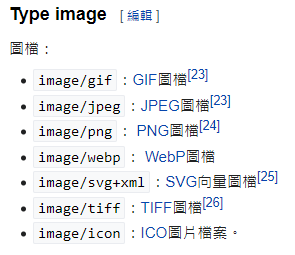 Type image [編輯]
圖檔：
image/gif：GIF圖檔[23]
image/jpeg：JPEG圖檔[23]
image/png：PNG圖檔[24]
image/webp：WebP圖檔
image/svg+xml：SVG向量圖檔[25]
image/tiff：TIFF圖檔[26]
image/icon：ICO圖片檔案。